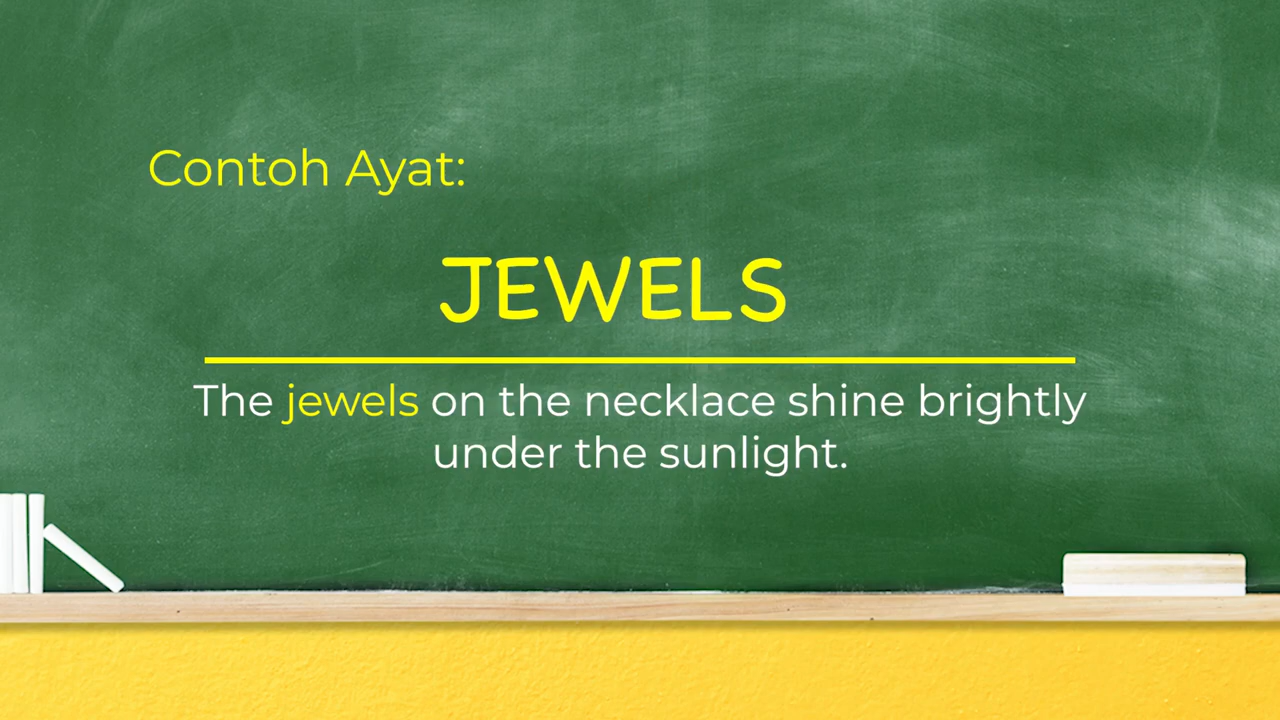 Contoh Ayat:
JEWELS
The jewels on the necklace shine brightly
under the sunlight.